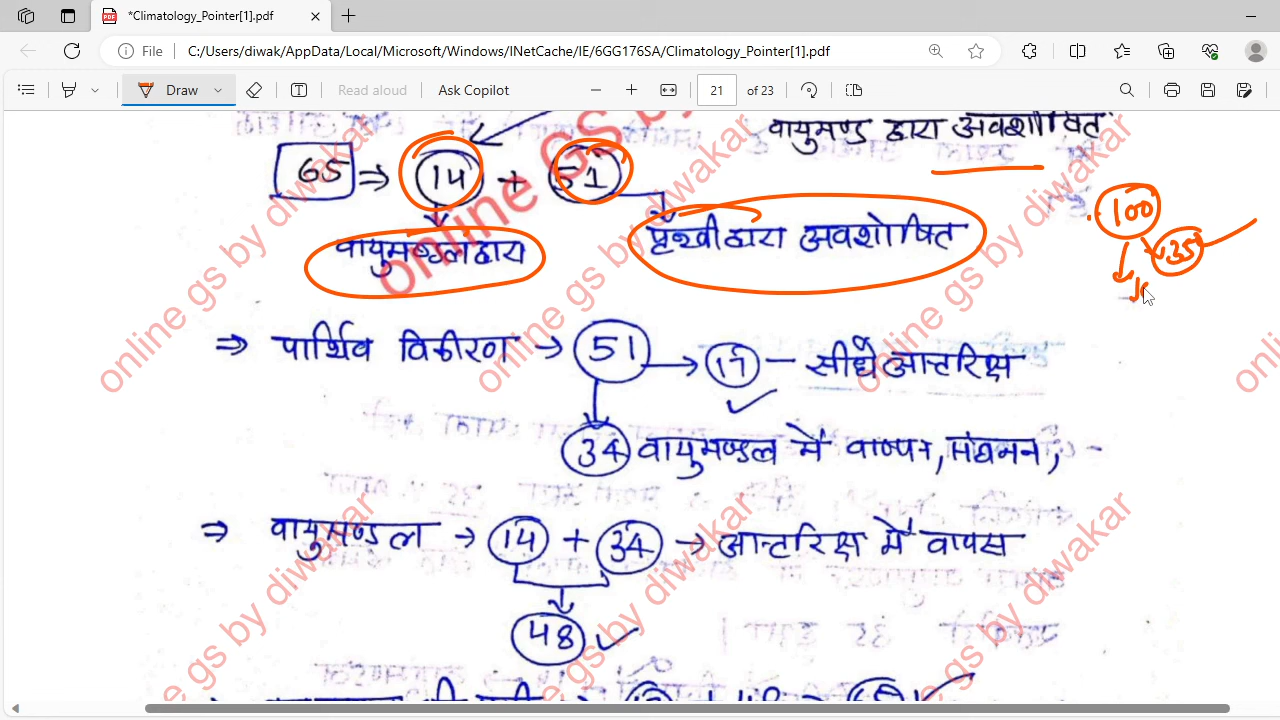 *Climatology_Pointer[1].pdf
File C:/Users/diwak/AppData/Local/Microsoft/Windows/INetCache/IE/6GG176SA/Climatology_Pointer[1].pdf
Draw Read aloud Ask Copilot 21 of 23
वायुमण्ड द्वारा अवशोषित
65 ⇒ 14 + 51
वायुमण्डल द्वारा पृथ्वी द्वारा अवशोषित
100
35
⇒ पार्थिव विकीरण → 51 → 17 — सीधे अन्तरिक्ष
34 वायुमण्डल में वाष्पन, संघनन, -
⇒ वायुमण्डल → 14 + 34 → अन्तरिक्ष में वापस
48
online gs by diwakar